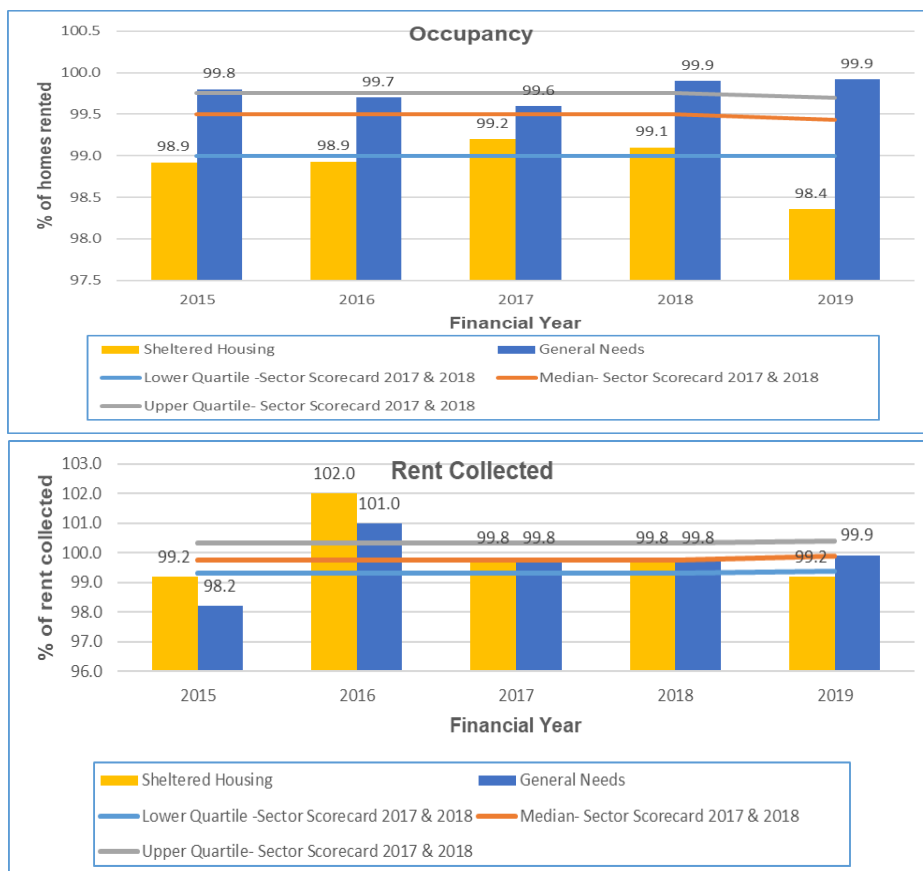 Occupancy
% of homes rented
100.5
100.0
99.5
99.0
98.5
98.0
97.5
98.9 99.8 98.9 99.7 99.2 99.6 99.1 99.9 98.4 99.9
2015 2016 2017 2018 2019
Financial Year
Sheltered Housing General Needs
Lower Quartile -Sector Scorecard 2017 & 2018 Median- Sector Scorecard 2017 & 2018
Upper Quartile- Sector Scorecard 2017 & 2018
Rent Collected
% of rent collected
103.0
102.0
101.0
100.0
99.0
98.0
97.0
96.0
99.2 98.2 102.0 101.0 99.8 99.8 99.8 99.8 99.2 99.9
2015 2016 2017 2018 2019
Financial Year
Sheltered Housing General Needs
Lower Quartile -Sector Scorecard 2017 & 2018 Median- Sector Scorecard 2017 & 2018
Upper Quartile- Sector Scorecard 2017 & 2018